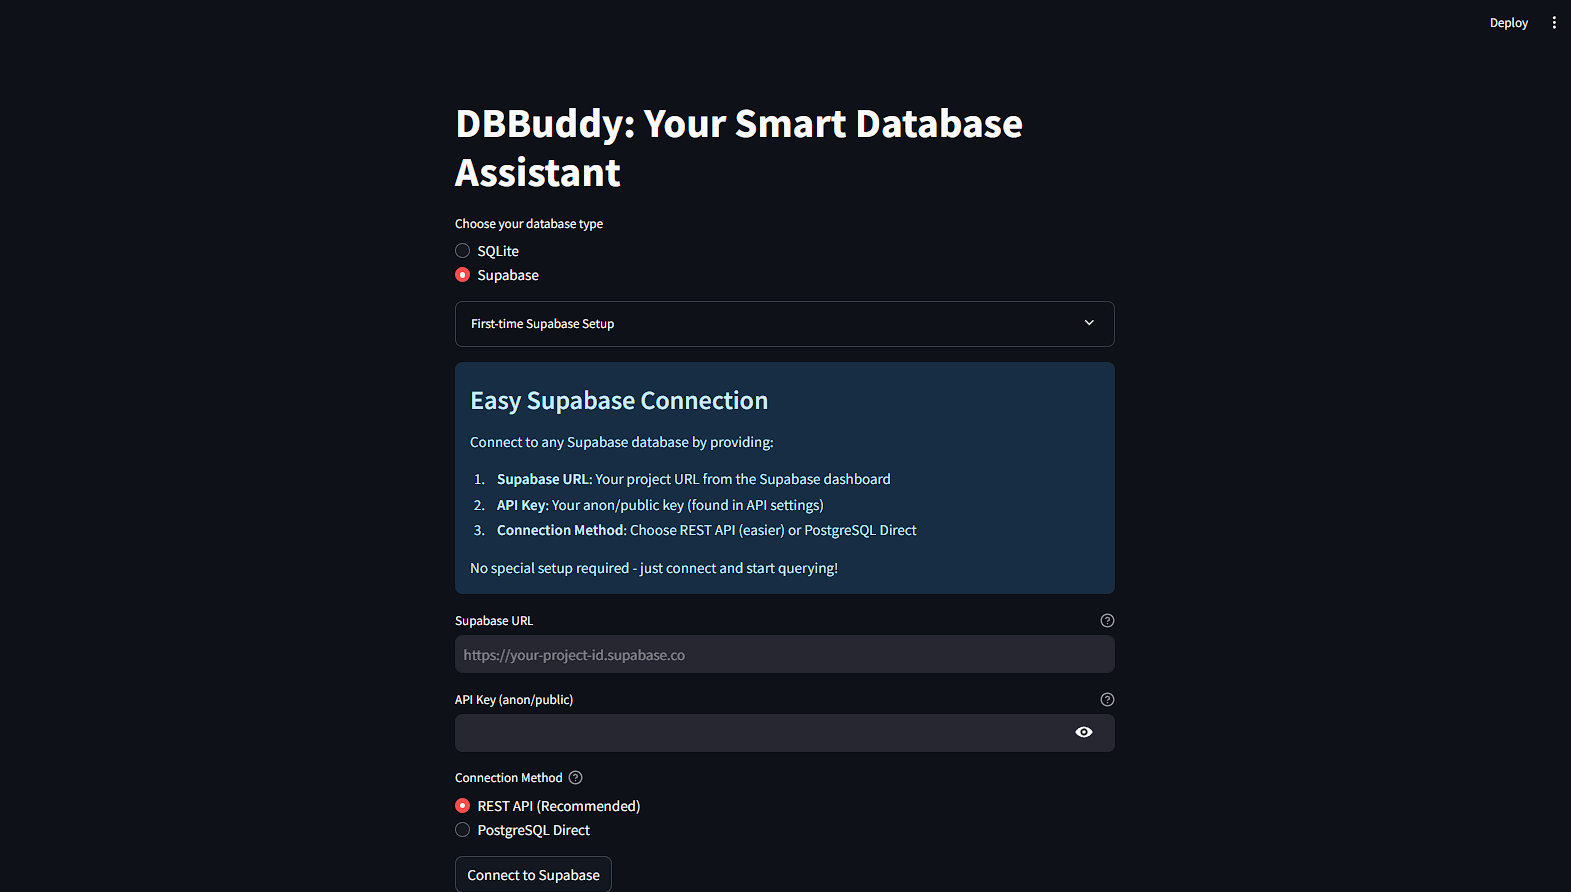 Deploy
DBBuddy: Your Smart Database
Assistant
Choose your database type
SQLite
Supabase
First-time Supabase Setup
Easy Supabase Connection
Connect to any Supabase database by providing:
1. Supabase URL: Your project URL from the Supabase dashboard
2. API Key: Your anon/public key (found in API settings)
3. Connection Method: Choose REST API (easier) or PostgreSQL Direct
No special setup required - just connect and start querying!
Supabase URL
https://your-project-id.supabase.co
API Key (anon/public)
Connection Method
REST API (Recommended)
PostgreSQL Direct
Connect to Supabase